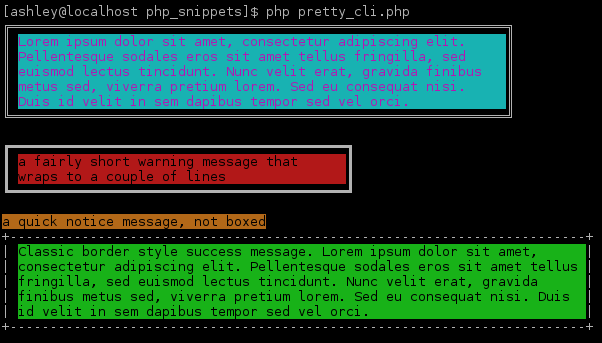 [ashley@localhost php_snippets]$ php pretty_cli.php
Lorem ipsum dolor sit amet, consectetur adipiscing elit.
Pellentesque sodales eros sit amet tellus fringilla, sed
euismod lectus tincidunt. Nunc velit erat, gravida finibus
metus sed, viverra pretium lorem. Sed eu consequat nisi.
Duis id velit in sem dapibus tempor sed vel orci.
a fairly short warning message that
wraps to a couple of lines
a quick notice message, not boxed
Classic border style success message. Lorem ipsum dolor sit amet,
consectetur adipiscing elit. Pellentesque sodales eros sit amet tellus
fringilla, sed euismod lectus tincidunt. Nunc velit erat, gravida
finibus metus sed, viverra pretium lorem. Sed eu consequat nisi. Duis
id velit in sem dapibus tempor sed vel orci.